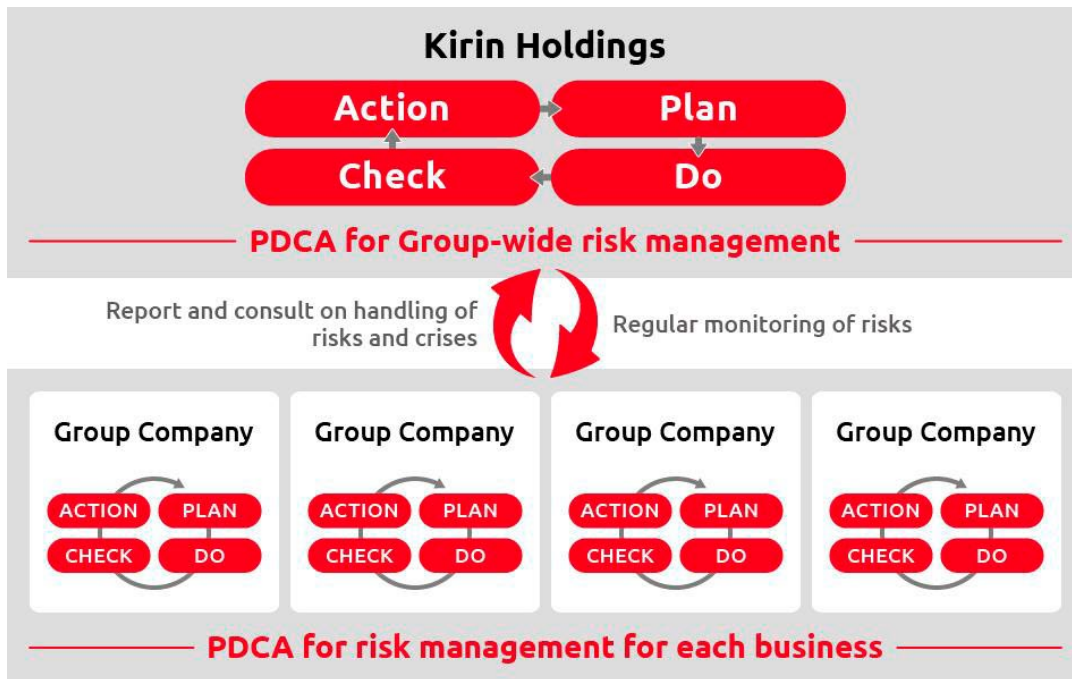 Kirin Holdings
Action
Plan
Check
Do
PDCA for Group-wide risk management
Report and consult on handling of
risks and crises
Regular monitoring of risks
Group Company
ACTION
PLAN
CHECK
DO
Group Company
ACTION
PLAN
CHECK
DO
Group Company
ACTION
PLAN
CHECK
DO
Group Company
ACTION
PLAN
CHECK
DO
PDCA for risk management for each business